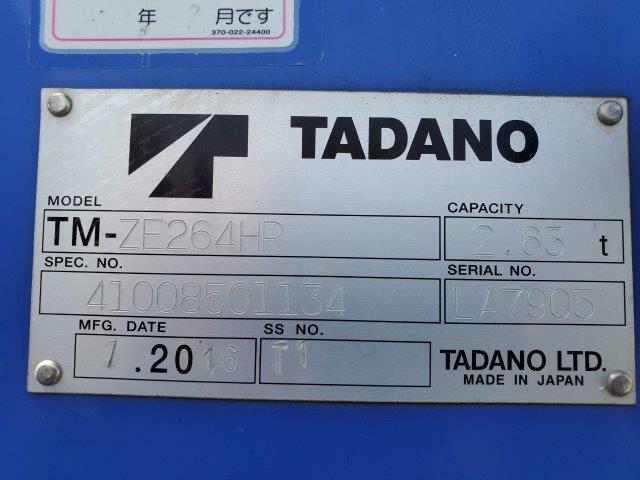 年 月です
370-022-24400
TADANO
MODEL
TM-ZE264HR
CAPACITY
2.63 t
SPEC. NO.
41008501134
SERIAL NO.
LA7905
MFG. DATE
7.2016
SS NO.
T1
TADANO LTD.
MADE IN JAPAN